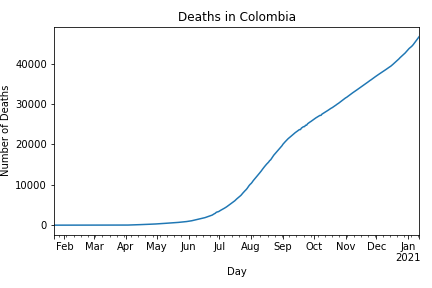 Deaths in Colombia
Number of Deaths
40000
30000
20000
10000
0
Feb Mar Apr May Jun Jul Aug Sep Oct Nov Dec Jan
2021
Day